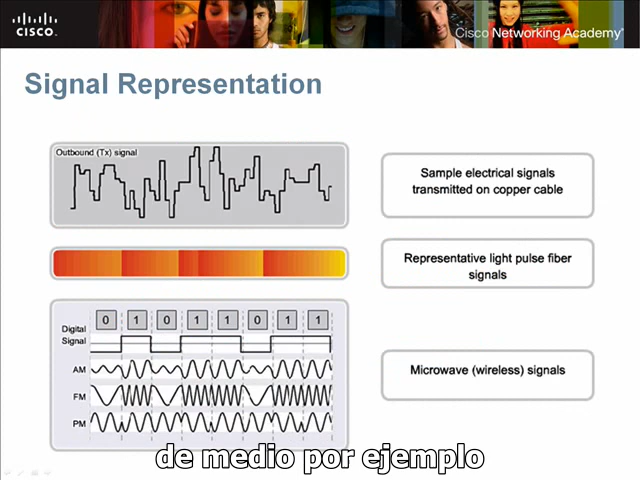 CISCO
Cisco Networking Academy
Signal Representation
Outbound (Tx) signal
Sample electrical signals
transmitted on copper cable
Representative light pulse fiber
signals
0 1 0 1 1 0 1 1
Digital
Signal
AM
FM
PM
Microwave (wireless) signals
de medio por ejemplo